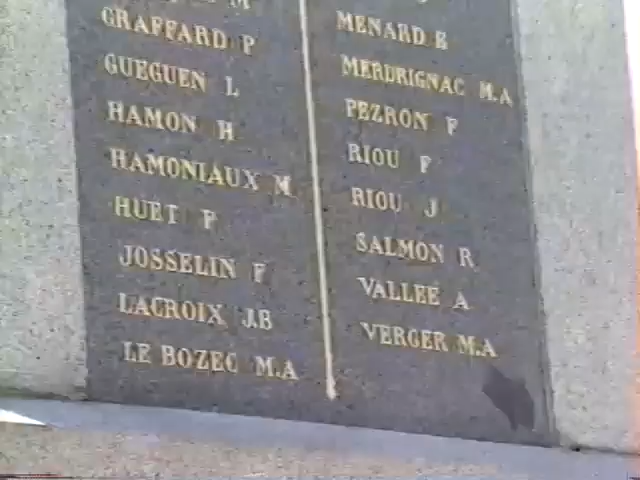 GRAFFARD P
GUEGUEN L
HAMON H
HAMONIAUX M
HUET P
JOSSELIN F
LACROIX J.B
LE BOZEC M.A
MENARD B
MERDRIGNAC M.A
PEZRON F
RIOU F
RIOU J
SALMON R
VALLEE A
VERGER M.A